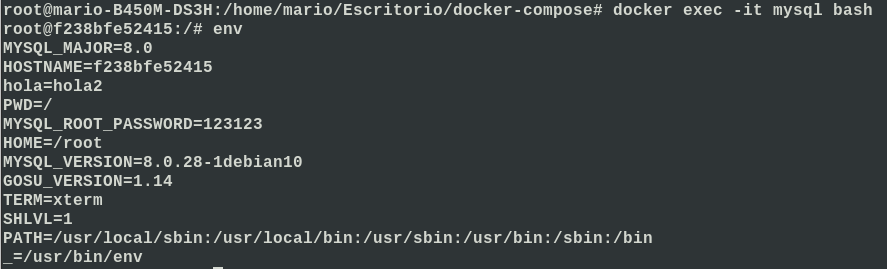 root@mario-B450M-DS3H:/home/mario/Escritorio/docker-compose# docker exec -it mysql bash
root@f238bfe52415:/# env
MYSQL_MAJOR=8.0
HOSTNAME=f238bfe52415
hola=hola2
PWD=/
MYSQL_ROOT_PASSWORD=123123
HOME=/root
MYSQL_VERSION=8.0.28-1debian10
GOSU_VERSION=1.14
TERM=xterm
SHLVL=1
PATH=/usr/local/sbin:/usr/local/bin:/usr/sbin:/usr/bin:/sbin:/bin
_=/usr/bin/env